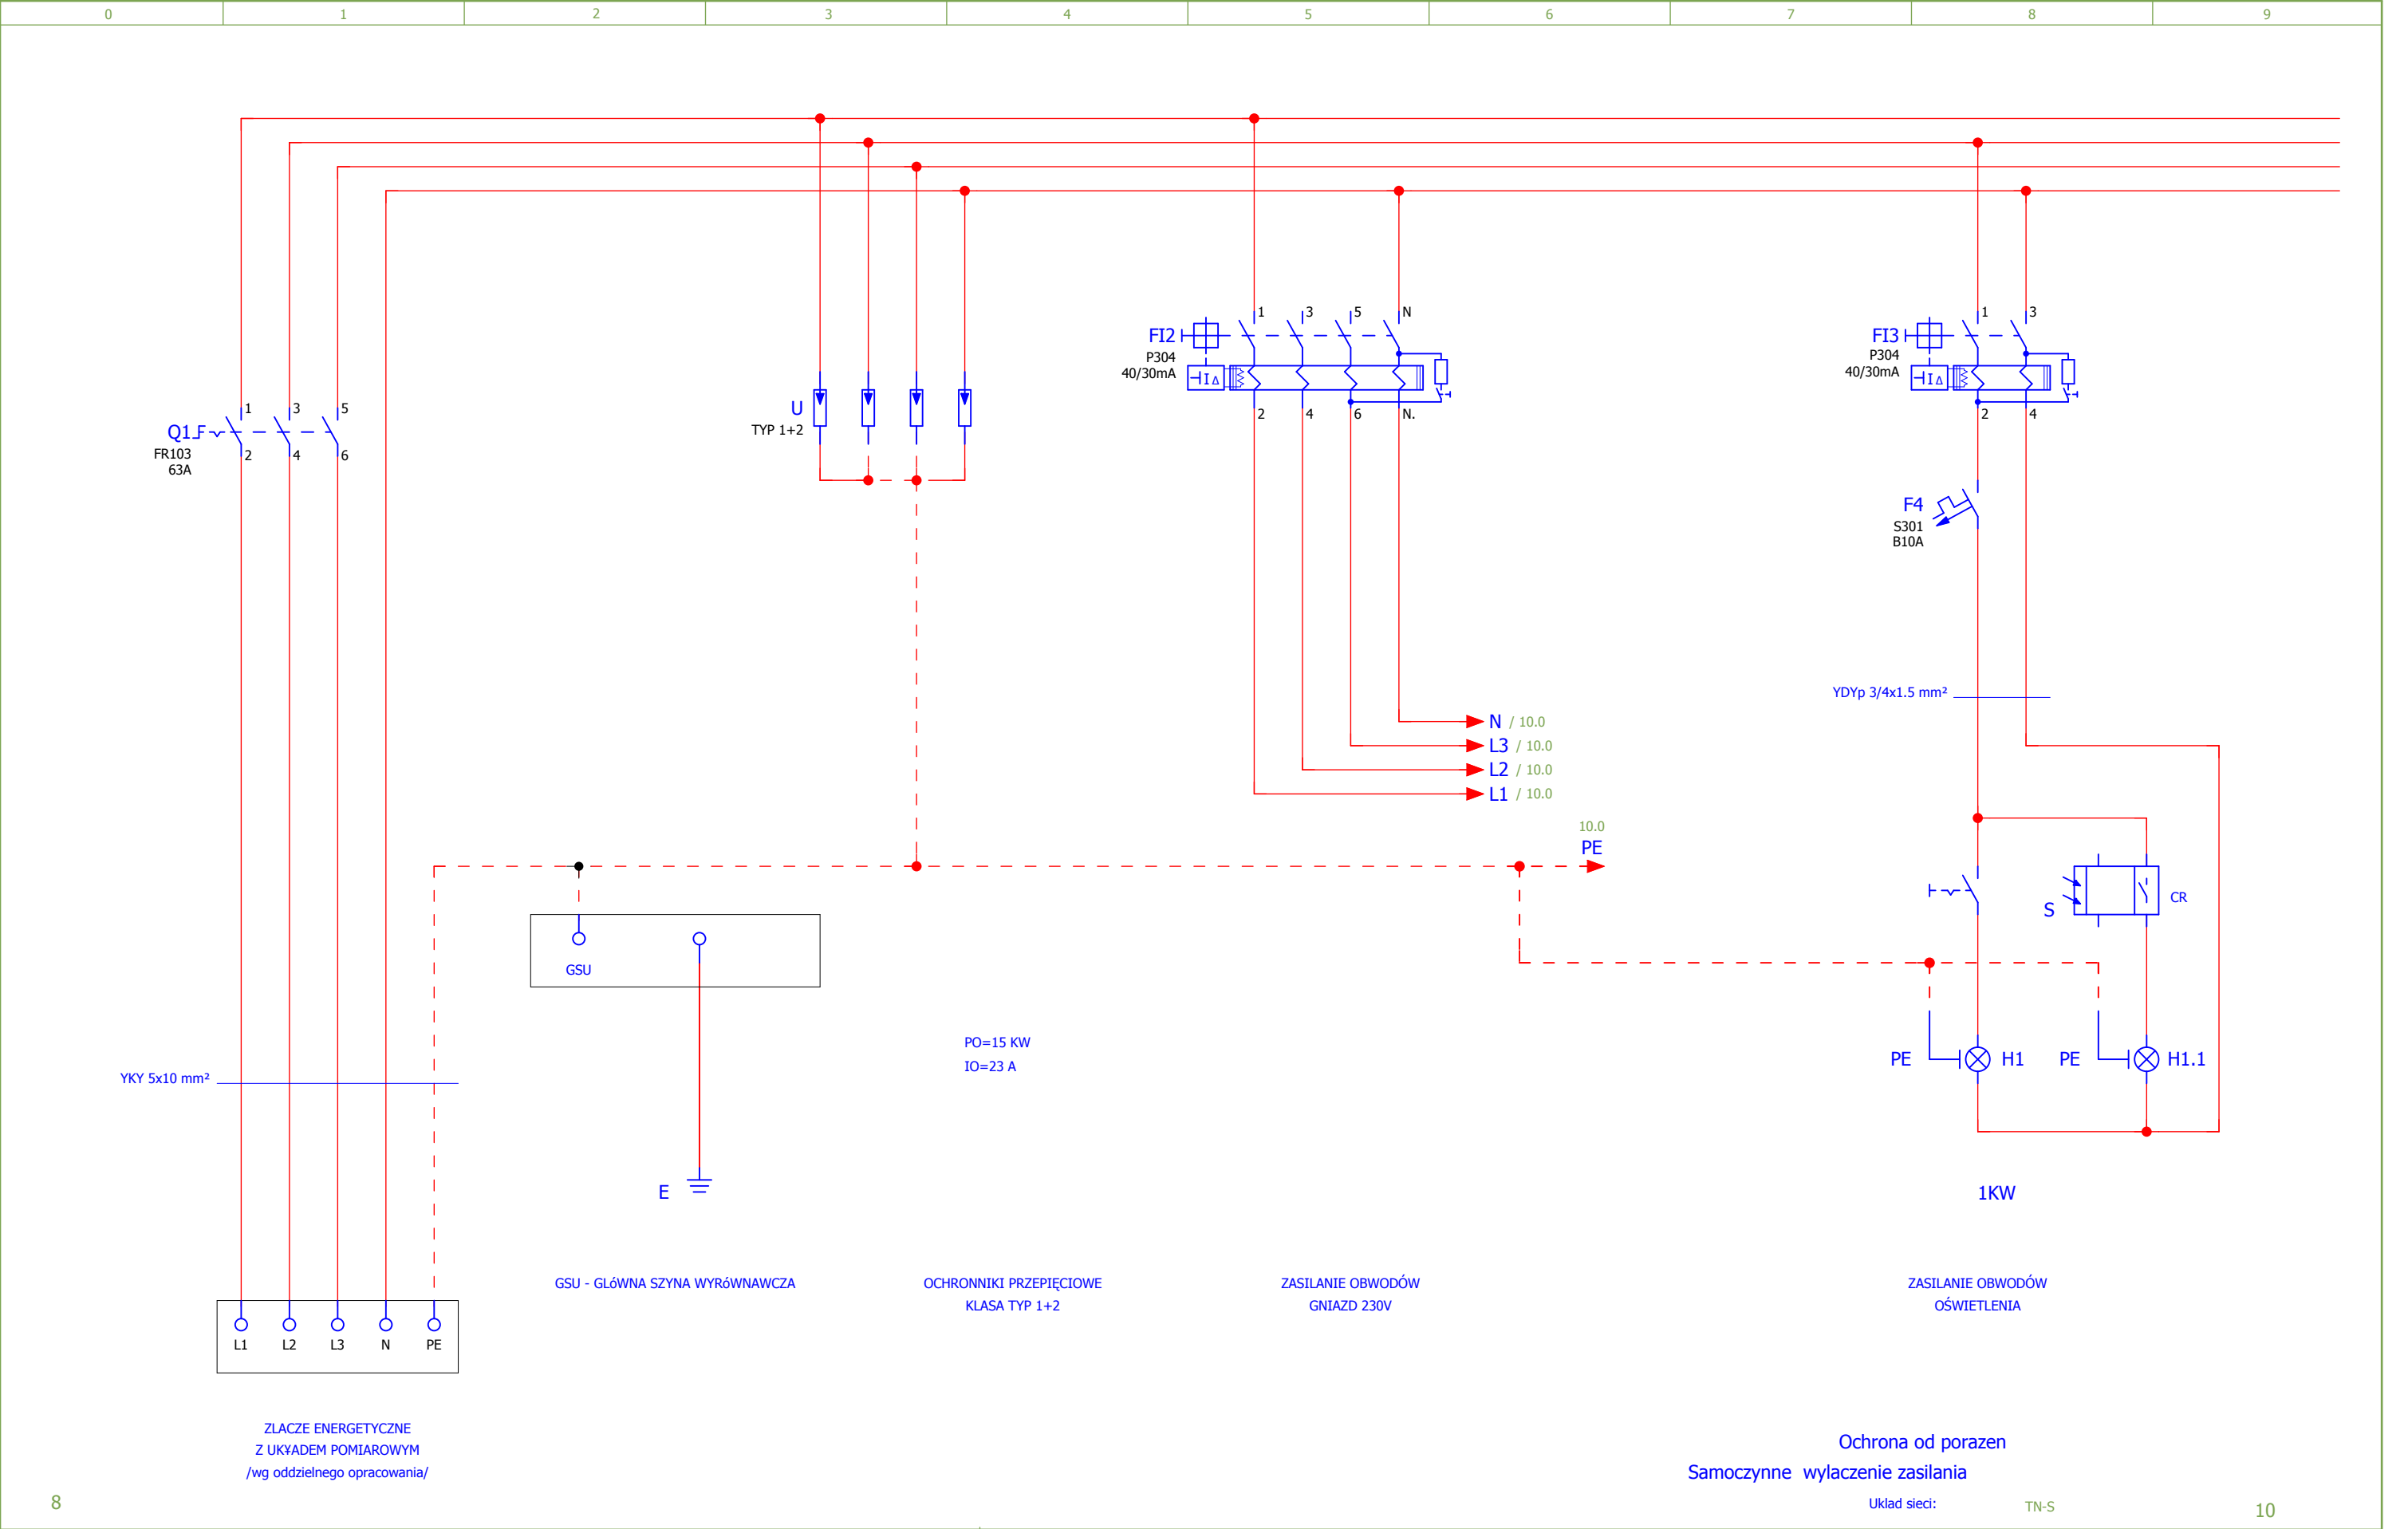 0 1 2 3 4 5 6 7 8 9
FI2
P304
40/30mA
1 3 5 N
2 4 6 N.
FI3
P304
40/30mA
1 3
2 4
Q1
FR103
63A
1 3 5
2 4 6
U
TYP 1+2
F4
S301
B10A
YDYp 3/4x1.5 mm²
N / 10.0
L3 / 10.0
L2 / 10.0
L1 / 10.0
10.0
PE
S
CR
GSU
PO=15 KW
IO=23 A
PE H1 PE H1.1
YKY 5x10 mm²
E
1KW
GSU - GLóWNA SZYNA WYRóWNAWCZA
OCHRONNIKI PRZEPIĘCIOWE
KLASA TYP 1+2
ZASILANIE OBWODÓW
GNIAZD 230V
ZASILANIE OBWODÓW
OŚWIETLENIA
L1 L2 L3 N PE
ZLACZE ENERGETYCZNE
Z UK¥ADEM POMIAROWYM
/wg oddzielnego opracowania/
Ochrona od porazen
Samoczynne wylaczenie zasilania
Uklad sieci: TN-S
8
10